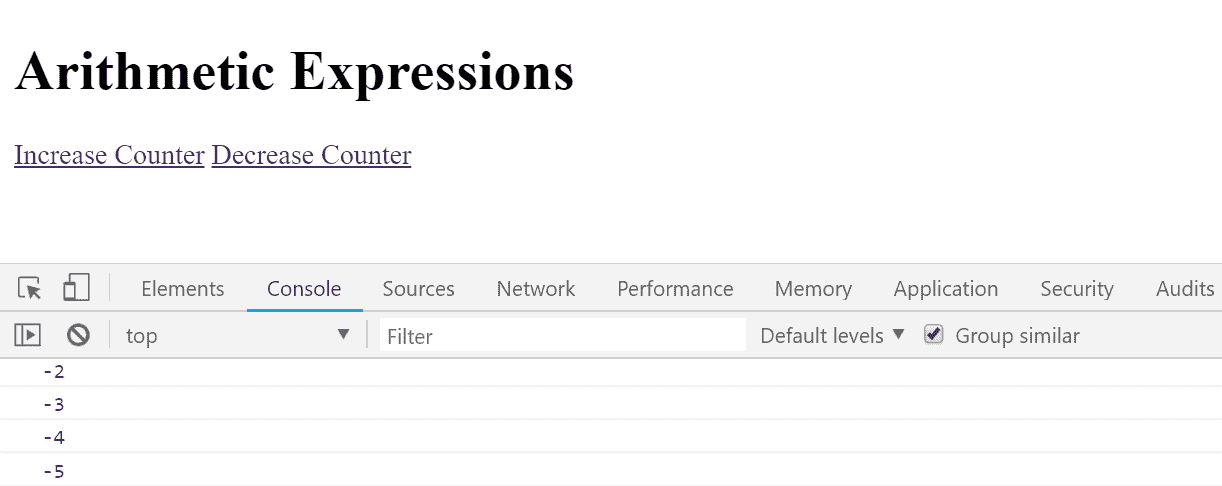 Arithmetic Expressions
Increase Counter Decrease Counter
Elements Console Sources Network Performance Memory Application Security Audits
top Filter Default levels Group similar
-2
-3
-4
-5